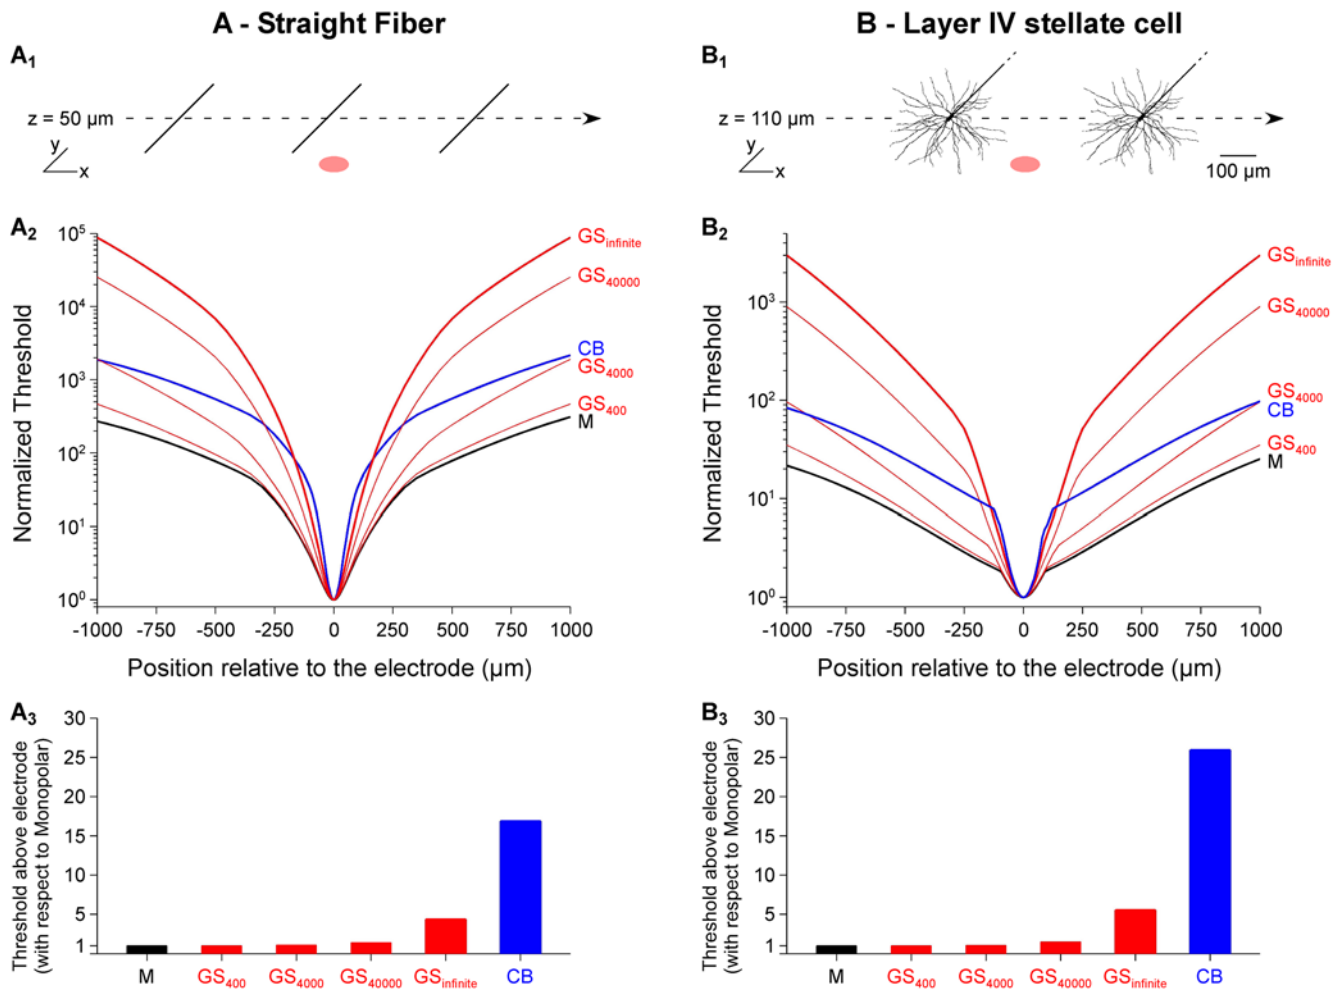 A - Straight Fiber
A1
z = 50 µm
y
x
A2
Normalized Threshold
10^5
10^4
10^3
10^2
10^1
10^0
GSinfinite
GS40000
CB
GS4000
GS400
M
-1000 -750 -500 -250 0 250 500 750 1000
Position relative to the electrode (µm)
A3
Threshold above electrode
(with respect to Monopolar)
30
25
20
15
10
5
1
M GS400 GS4000 GS40000 GSinfinite CB
B - Layer IV stellate cell
B1
z = 110 µm
y
x
100 µm
B2
Normalized Threshold
10^3
10^2
10^1
10^0
GSinfinite
GS40000
GS4000
CB
GS400
M
-1000 -750 -500 -250 0 250 500 750 1000
Position relative to the electrode (µm)
B3
Threshold above electrode
(with respect to Monopolar)
30
25
20
15
10
5
1
M GS400 GS4000 GS40000 GSinfinite CB